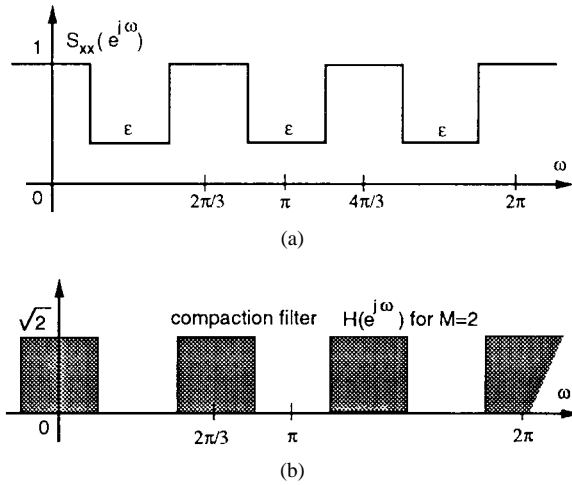 S_xx(e^jω)
1
ε ε ε
ω
0 2π/3 π 4π/3 2π
(a)
√2 compaction filter H(e^jω) for M=2
ω
0 2π/3 π 2π
(b)